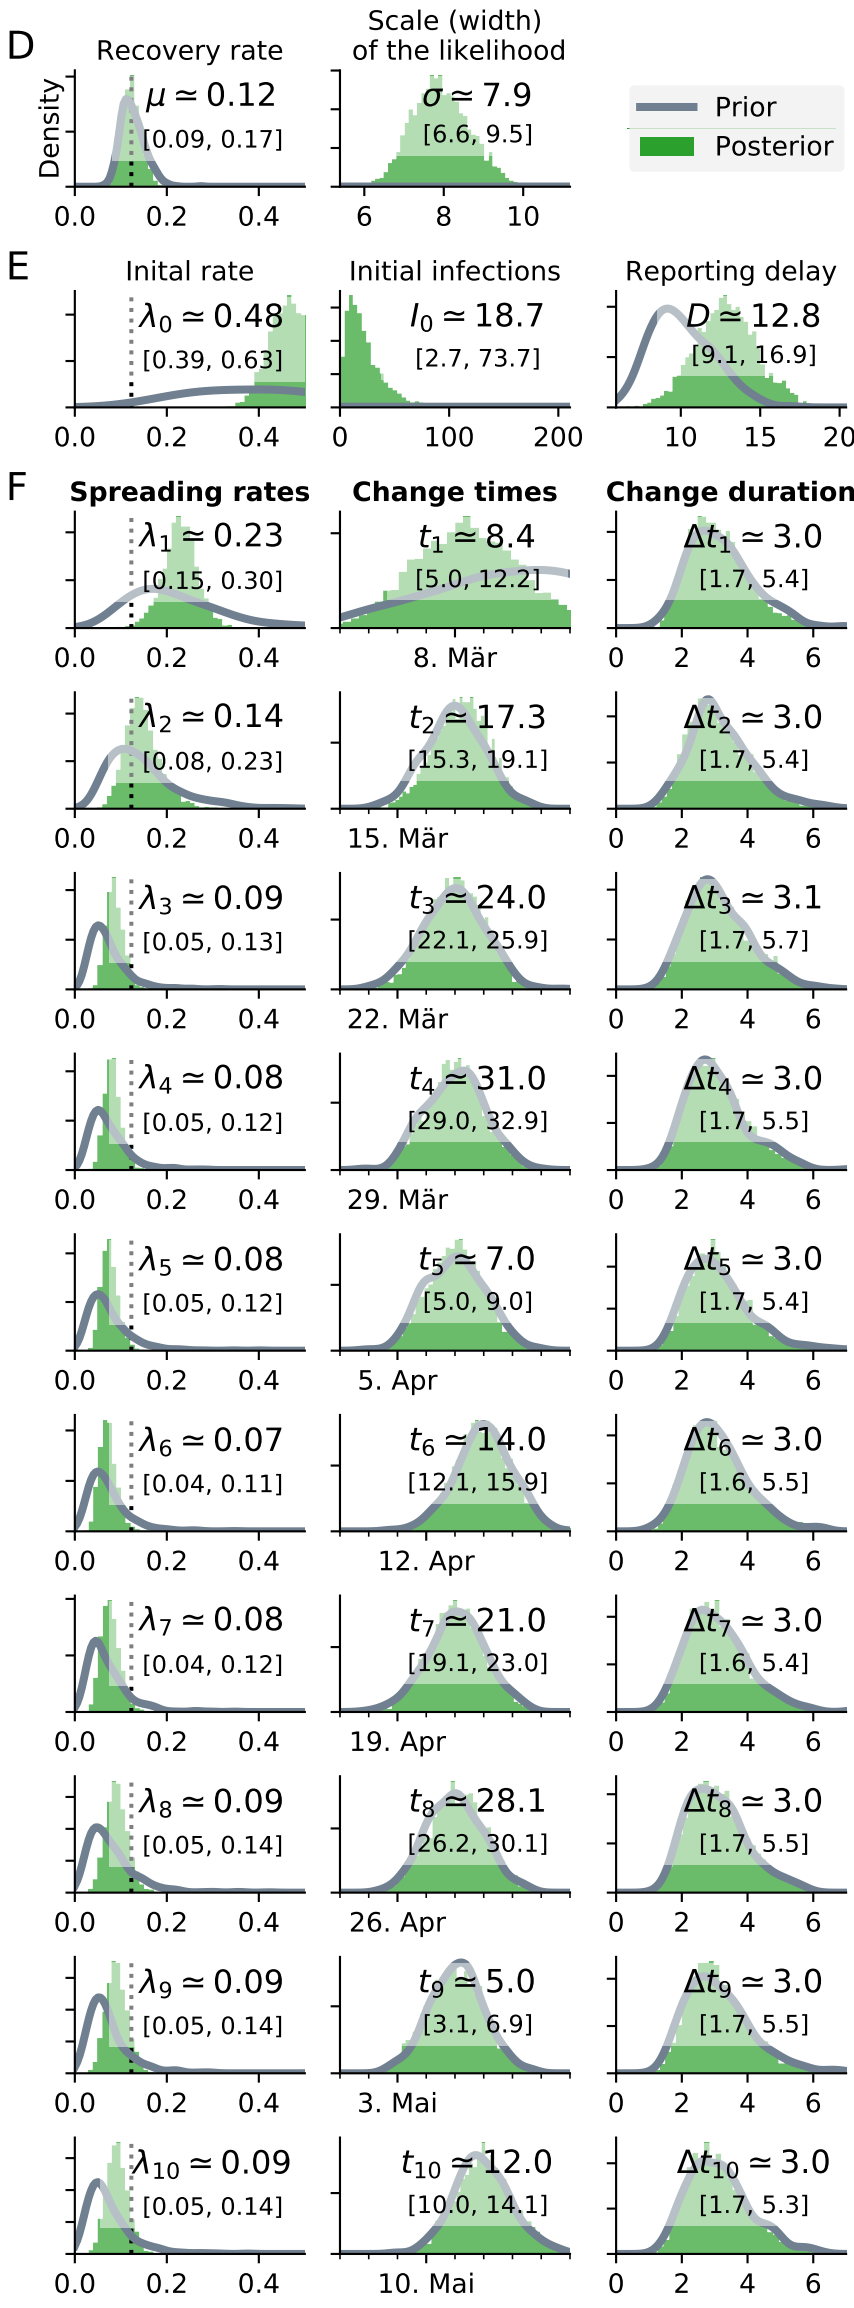 D
Recovery rate
Density
μ ≃ 0.12
[0.09, 0.17]
0.0 0.2 0.4
Scale (width)
of the likelihood
σ ≃ 7.9
[6.6, 9.5]
6 8 10
Prior
Posterior
E
Inital rate
λ0 ≃ 0.48
[0.39, 0.63]
0.0 0.2 0.4
Initial infections
I0 ≃ 18.7
[2.7, 73.7]
0 100 200
Reporting delay
D ≃ 12.8
[9.1, 16.9]
10 15 20
F
Spreading rates
Change times
Change duration
λ1 ≃ 0.23
[0.15, 0.30]
0.0 0.2 0.4
t1 ≃ 8.4
[5.0, 12.2]
8. Mär
Δt1 ≃ 3.0
[1.7, 5.4]
0 2 4 6
λ2 ≃ 0.14
[0.08, 0.23]
0.0 0.2 0.4
t2 ≃ 17.3
[15.3, 19.1]
15. Mär
Δt2 ≃ 3.0
[1.7, 5.4]
0 2 4 6
λ3 ≃ 0.09
[0.05, 0.13]
0.0 0.2 0.4
t3 ≃ 24.0
[22.1, 25.9]
22. Mär
Δt3 ≃ 3.1
[1.7, 5.7]
0 2 4 6
λ4 ≃ 0.08
[0.05, 0.12]
0.0 0.2 0.4
t4 ≃ 31.0
[29.0, 32.9]
29. Mär
Δt4 ≃ 3.0
[1.7, 5.5]
0 2 4 6
λ5 ≃ 0.08
[0.05, 0.12]
0.0 0.2 0.4
t5 ≃ 7.0
[5.0, 9.0]
5. Apr
Δt5 ≃ 3.0
[1.7, 5.4]
0 2 4 6
λ6 ≃ 0.07
[0.04, 0.11]
0.0 0.2 0.4
t6 ≃ 14.0
[12.1, 15.9]
12. Apr
Δt6 ≃ 3.0
[1.6, 5.5]
0 2 4 6
λ7 ≃ 0.08
[0.04, 0.12]
0.0 0.2 0.4
t7 ≃ 21.0
[19.1, 23.0]
19. Apr
Δt7 ≃ 3.0
[1.6, 5.4]
0 2 4 6
λ8 ≃ 0.09
[0.05, 0.14]
0.0 0.2 0.4
t8 ≃ 28.1
[26.2, 30.1]
26. Apr
Δt8 ≃ 3.0
[1.7, 5.5]
0 2 4 6
λ9 ≃ 0.09
[0.05, 0.14]
0.0 0.2 0.4
t9 ≃ 5.0
[3.1, 6.9]
3. Mai
Δt9 ≃ 3.0
[1.7, 5.5]
0 2 4 6
λ10 ≃ 0.09
[0.05, 0.14]
0.0 0.2 0.4
t10 ≃ 12.0
[10.0, 14.1]
10. Mai
Δt10 ≃ 3.0
[1.7, 5.3]
0 2 4 6